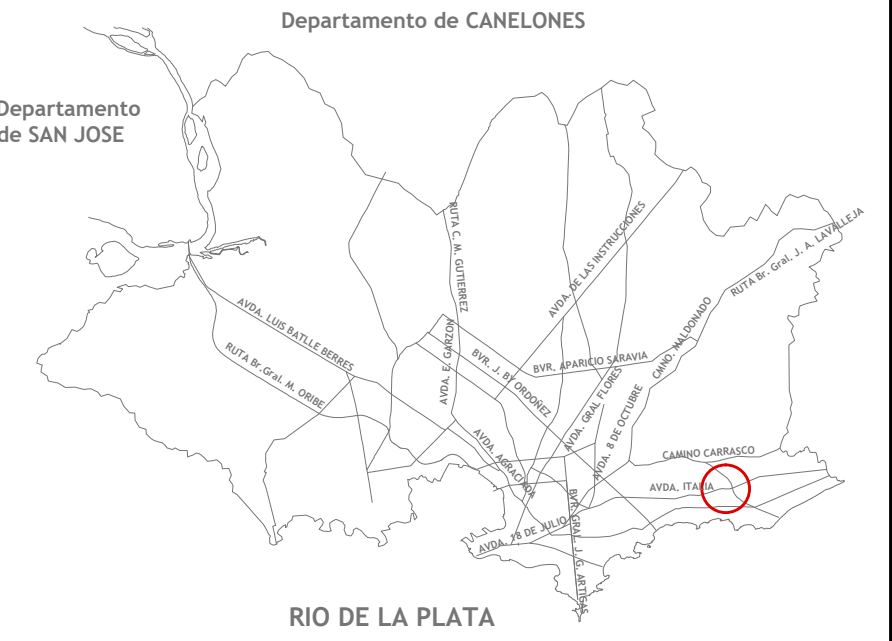 Departamento de CANELONES
Departamento
de SAN JOSE
RUTA C. M. GUTIERREZ
AVDA. DE LAS INSTRUCCIONES
RUTA Br. Gral. J. A. LAVALLEJA
AVDA. LUIS BATLLE BERRES
RUTA Br.Gral. M. ORIBE
AVDA. E. GARZON
BVR. J. BY ORDOÑEZ
BVR. APARICIO SARAVIA
CMNO. MALDONADO
AVDA. GRAL FLORES
AVDA. 8 DE OCTUBRE
AVDA. AGRACIADA
CAMINO CARRASCO
AVDA. ITALIA
AVDA. 18 DE JULIO
BVR. GRAL. J. G. ARTIGAS
RIO DE LA PLATA